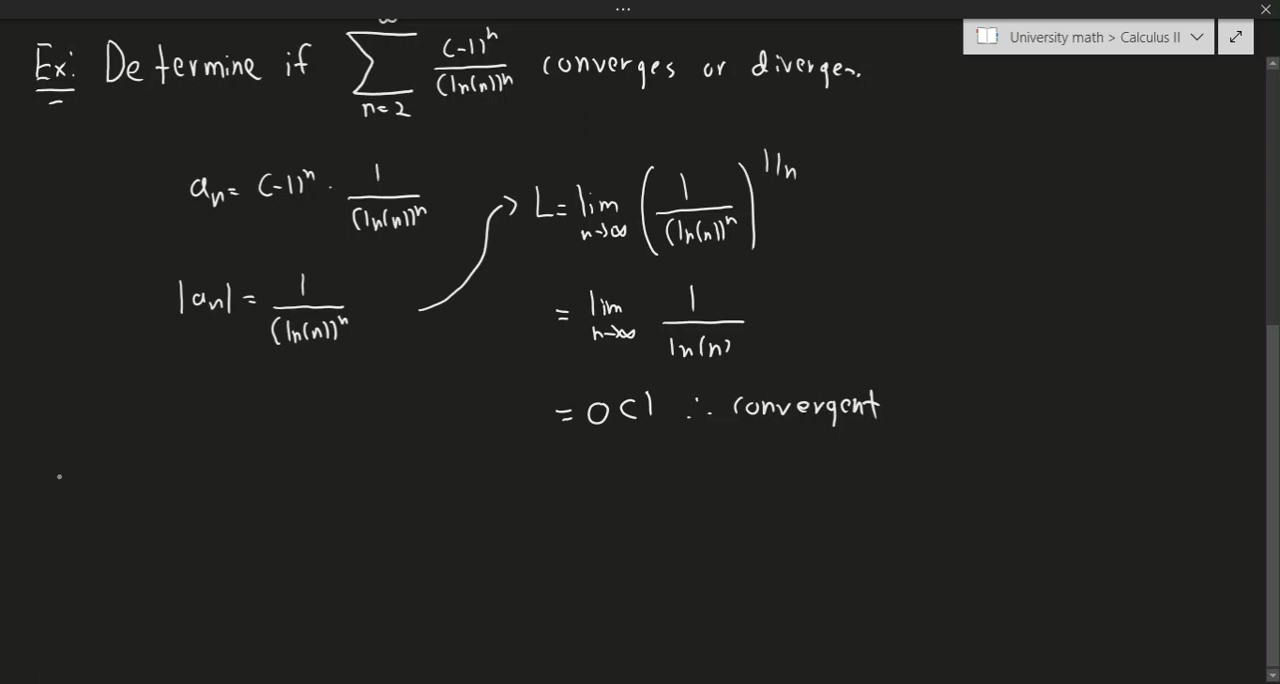 ...
University math > Calculus II
Ex: Determine if ∑_{n=2}^{∞} (-1)^n / (ln(n))^n converges or diverges.
a_n = (-1)^n · 1 / (ln(n))^n
L = lim_{n→∞} (1 / (ln(n))^n)^{1/n}
|a_n| = 1 / (ln(n))^n
= lim_{n→∞} 1 / ln(n)
= 0 < 1 ∴ convergent